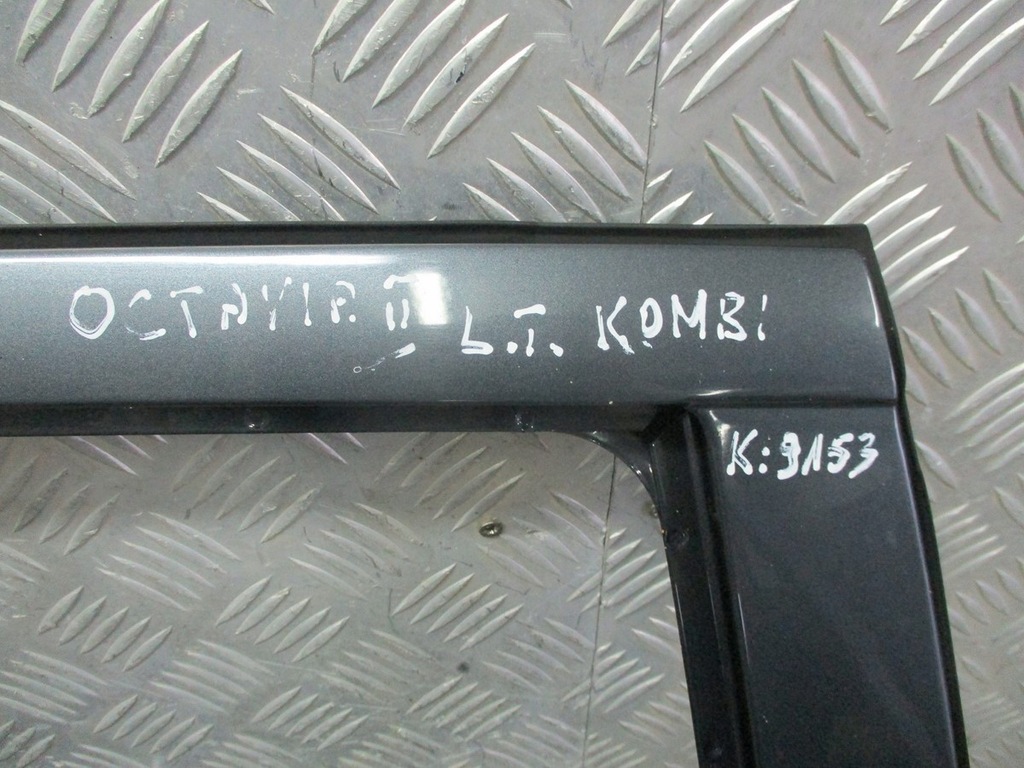 OCTAVIA II L.T. KOMBI
K:9153